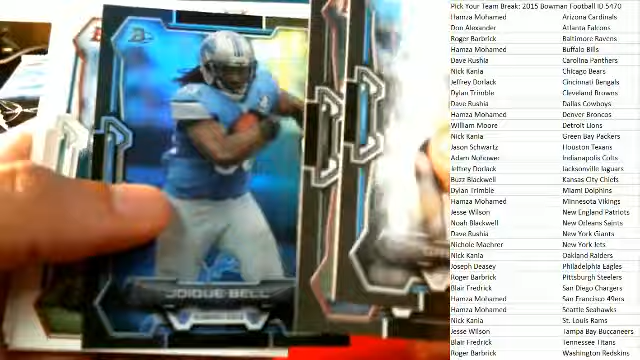 Pick Your Team Break: 2015 Bowman Football ID 5470
Hamza Mohamed Arizona Cardinals
Don Alexander Atlanta Falcons
Roger Barbrick Baltimore Ravens
Hamza Mohamed Buffalo Bills
Dave Rushia Carolina Panthers
Nick Kania Chicago Bears
Jeffrey Dorlack Cincinnati Bengals
Dylan Trimble Cleveland Browns
Dave Rushia Dallas Cowboys
Hamza Mohamed Denver Broncos
William Moore Detroit Lions
Nick Kania Green Bay Packers
Jason Schwartz Houston Texans
Adam Nohowec Indianapolis Colts
Jeffrey Dorlack Jacksonville Jaguars
Buzz Blackwell Kansas City Chiefs
Dylan Trimble Miami Dolphins
Hamza Mohamed Minnesota Vikings
Jesse Wilson New England Patriots
Noah Blackwell New Orleans Saints
Dave Rushia New York Giants
Nichole Maehrer New York Jets
Nick Kania Oakland Raiders
Joseph Deasey Philadelphia Eagles
Roger Barbrick Pittsburgh Steelers
Blair Fredrick San Diego Chargers
Hamza Mohamed San Francisco 49ers
Hamza Mohamed Seattle Seahawks
Nick Kania St. Louis Rams
Jesse Wilson Tampa Bay Buccaneers
Blair Fredrick Tennessee Titans
Roger Barbrick Washington Redskins
JOIQUE BELL